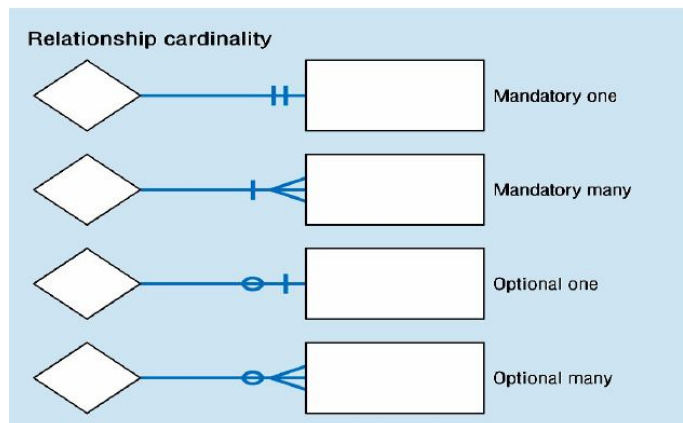 Relationship cardinality
Mandatory one
Mandatory many
Optional one
Optional many